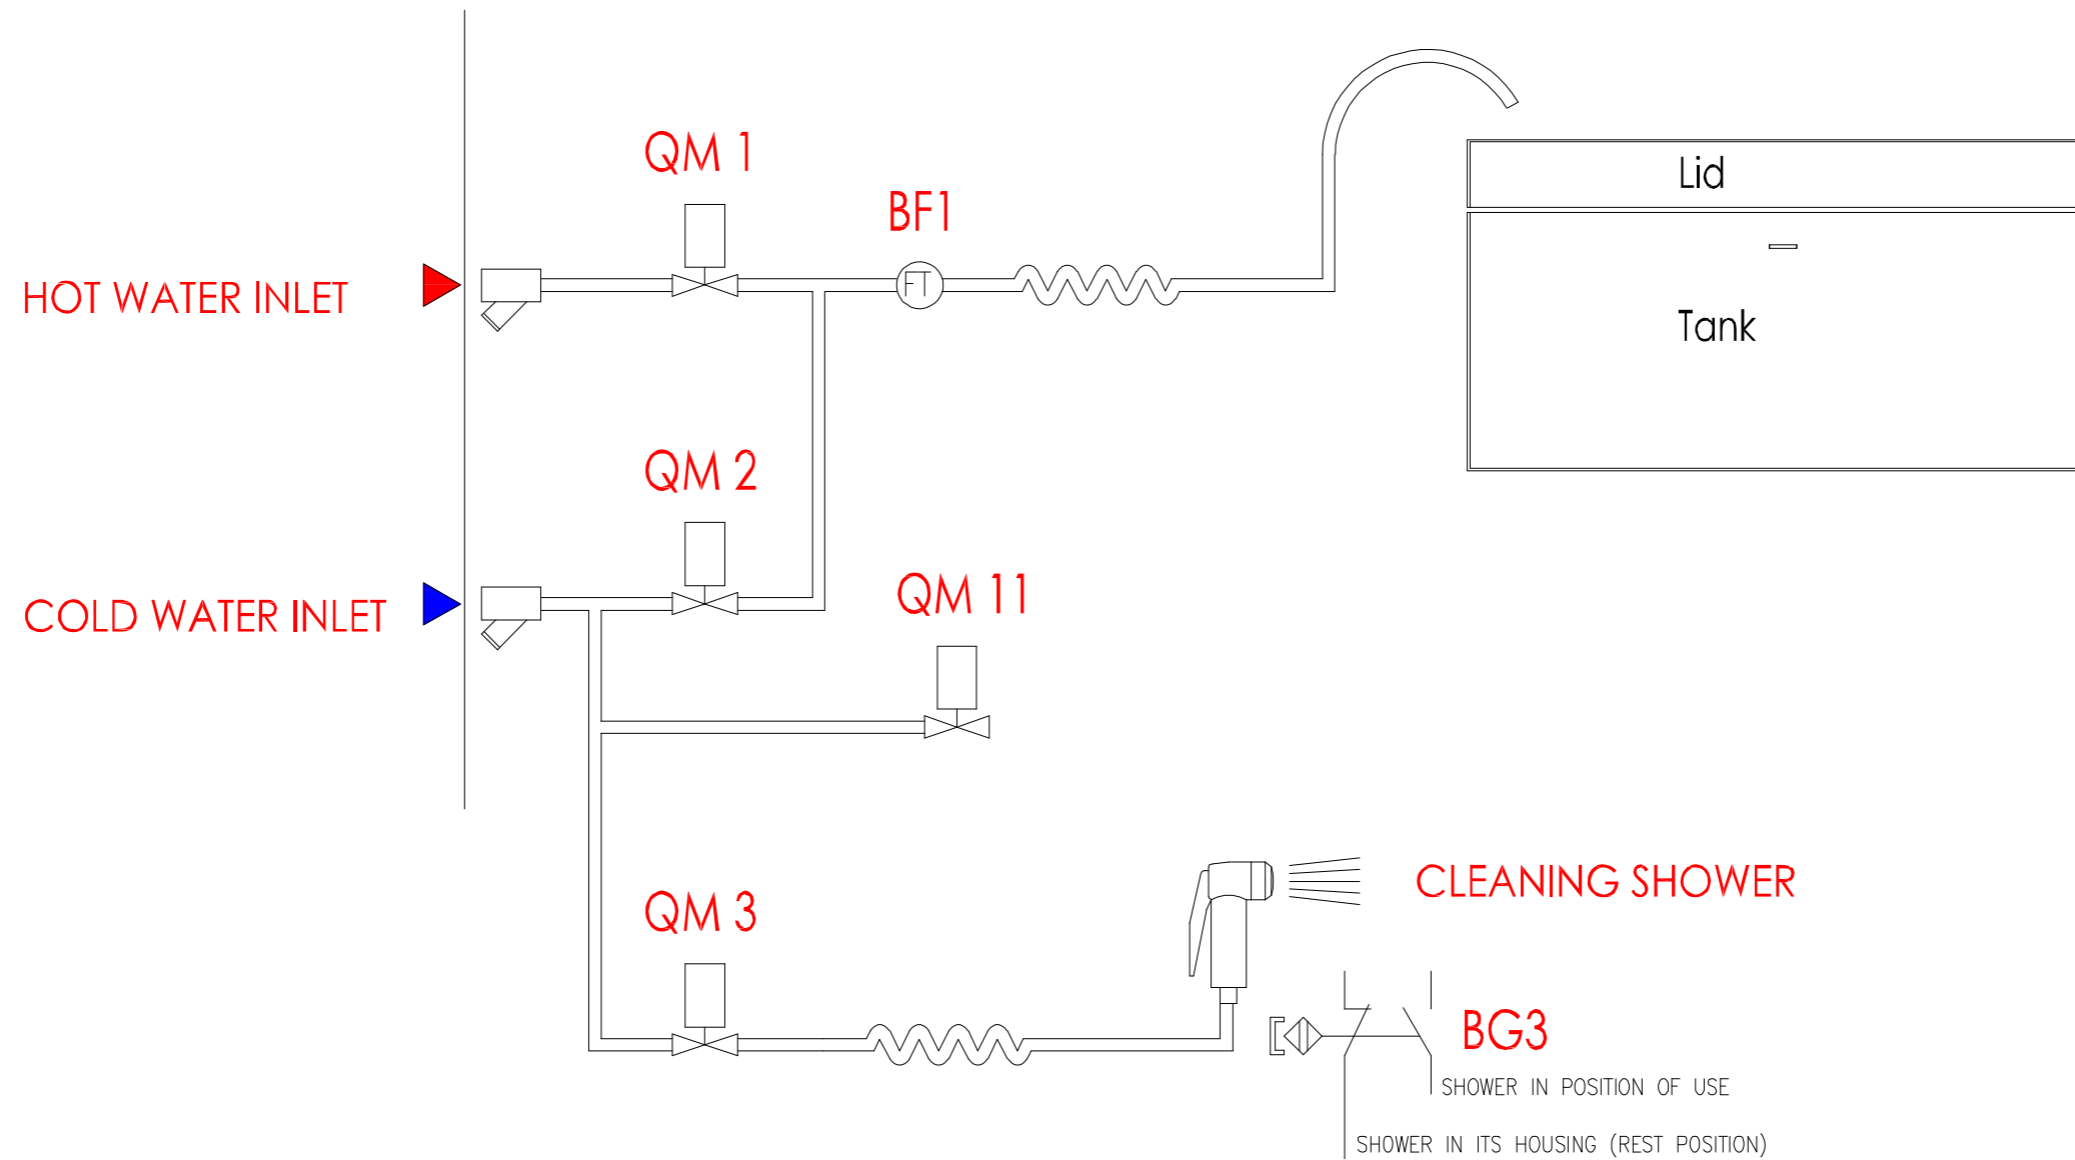 QM 1
Lid
BF1
HOT WATER INLET
FT
Tank
QM 2
QM 11
COLD WATER INLET
CLEANING SHOWER
QM 3
BG3
SHOWER IN POSITION OF USE
SHOWER IN ITS HOUSING (REST POSITION)